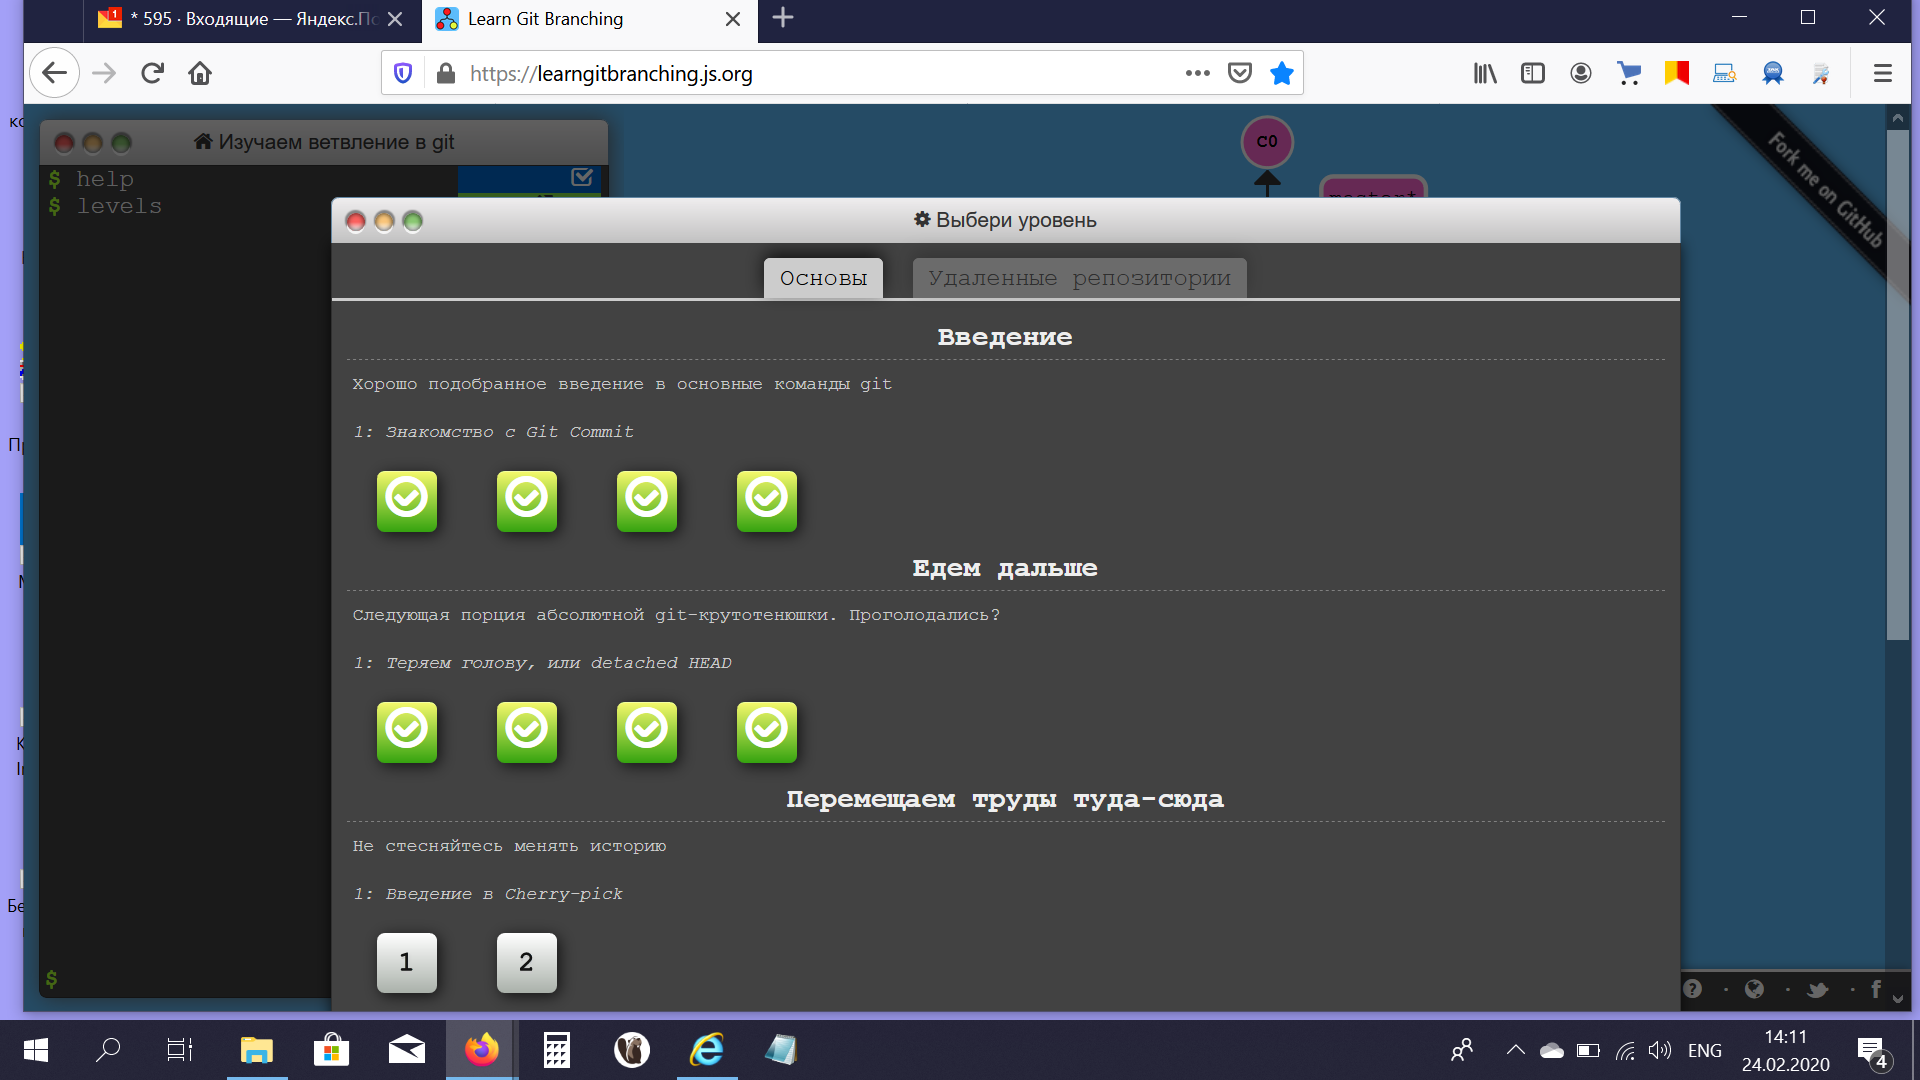 * 595 · Входящие — Яндекс.По
Learn Git Branching
https://learngitbranching.js.org
Изучаем ветвление в git
$ help
$ levels
$
C0
master*
Fork me on GitHub
Выбери уровень
Основы
Удаленные репозитории
Введение
Хорошо подобранное введение в основные команды git
1: Знакомство с Git Commit
Едем дальше
Следующая порция абсолютной git-крутотенюшки. Проголодались?
1: Теряем голову, или detached HEAD
Перемещаем труды туда-сюда
Не стесняйтесь менять историю
1: Введение в Cherry-pick
1 2
ENG
14:11
24.02.2020
4